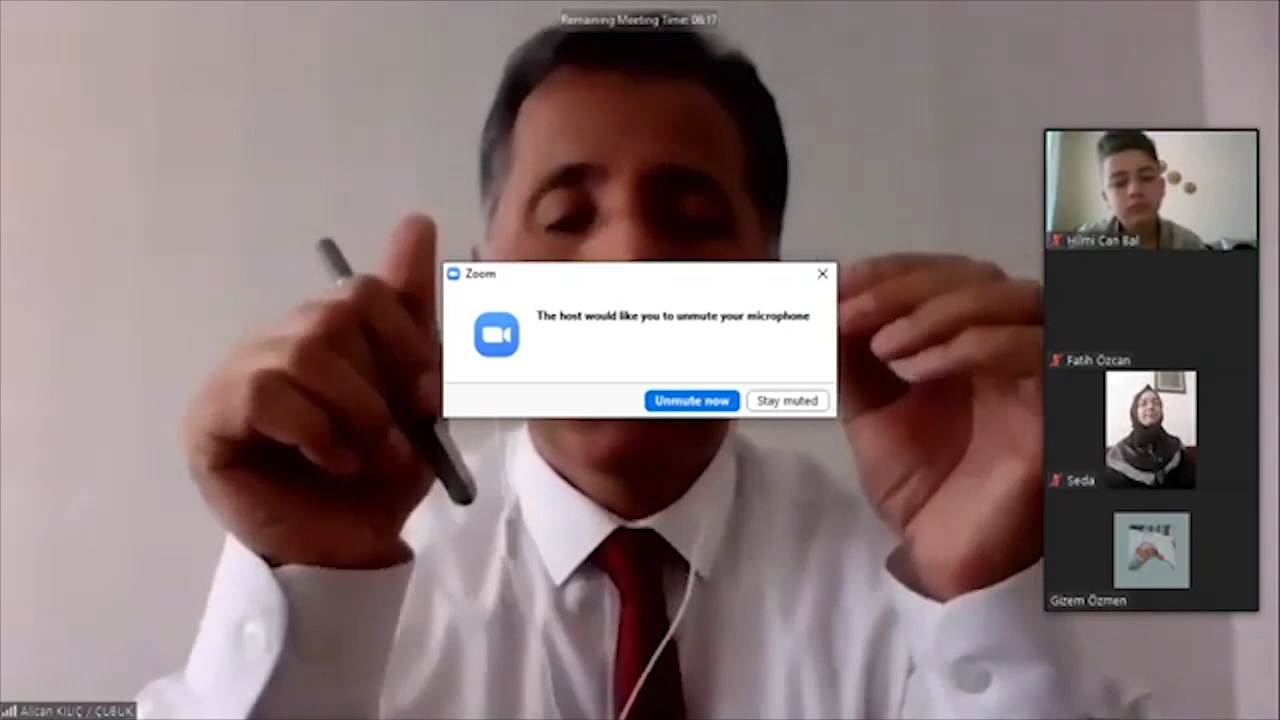 Remaining Meeting Time: 06:17
Zoom
The host would like you to unmute your microphone
Unmute now
Stay muted
Hilmi Can Bal
Fatih Özcan
Seda
Gizem Özmen
Alican KILIÇ / ÇUBUK